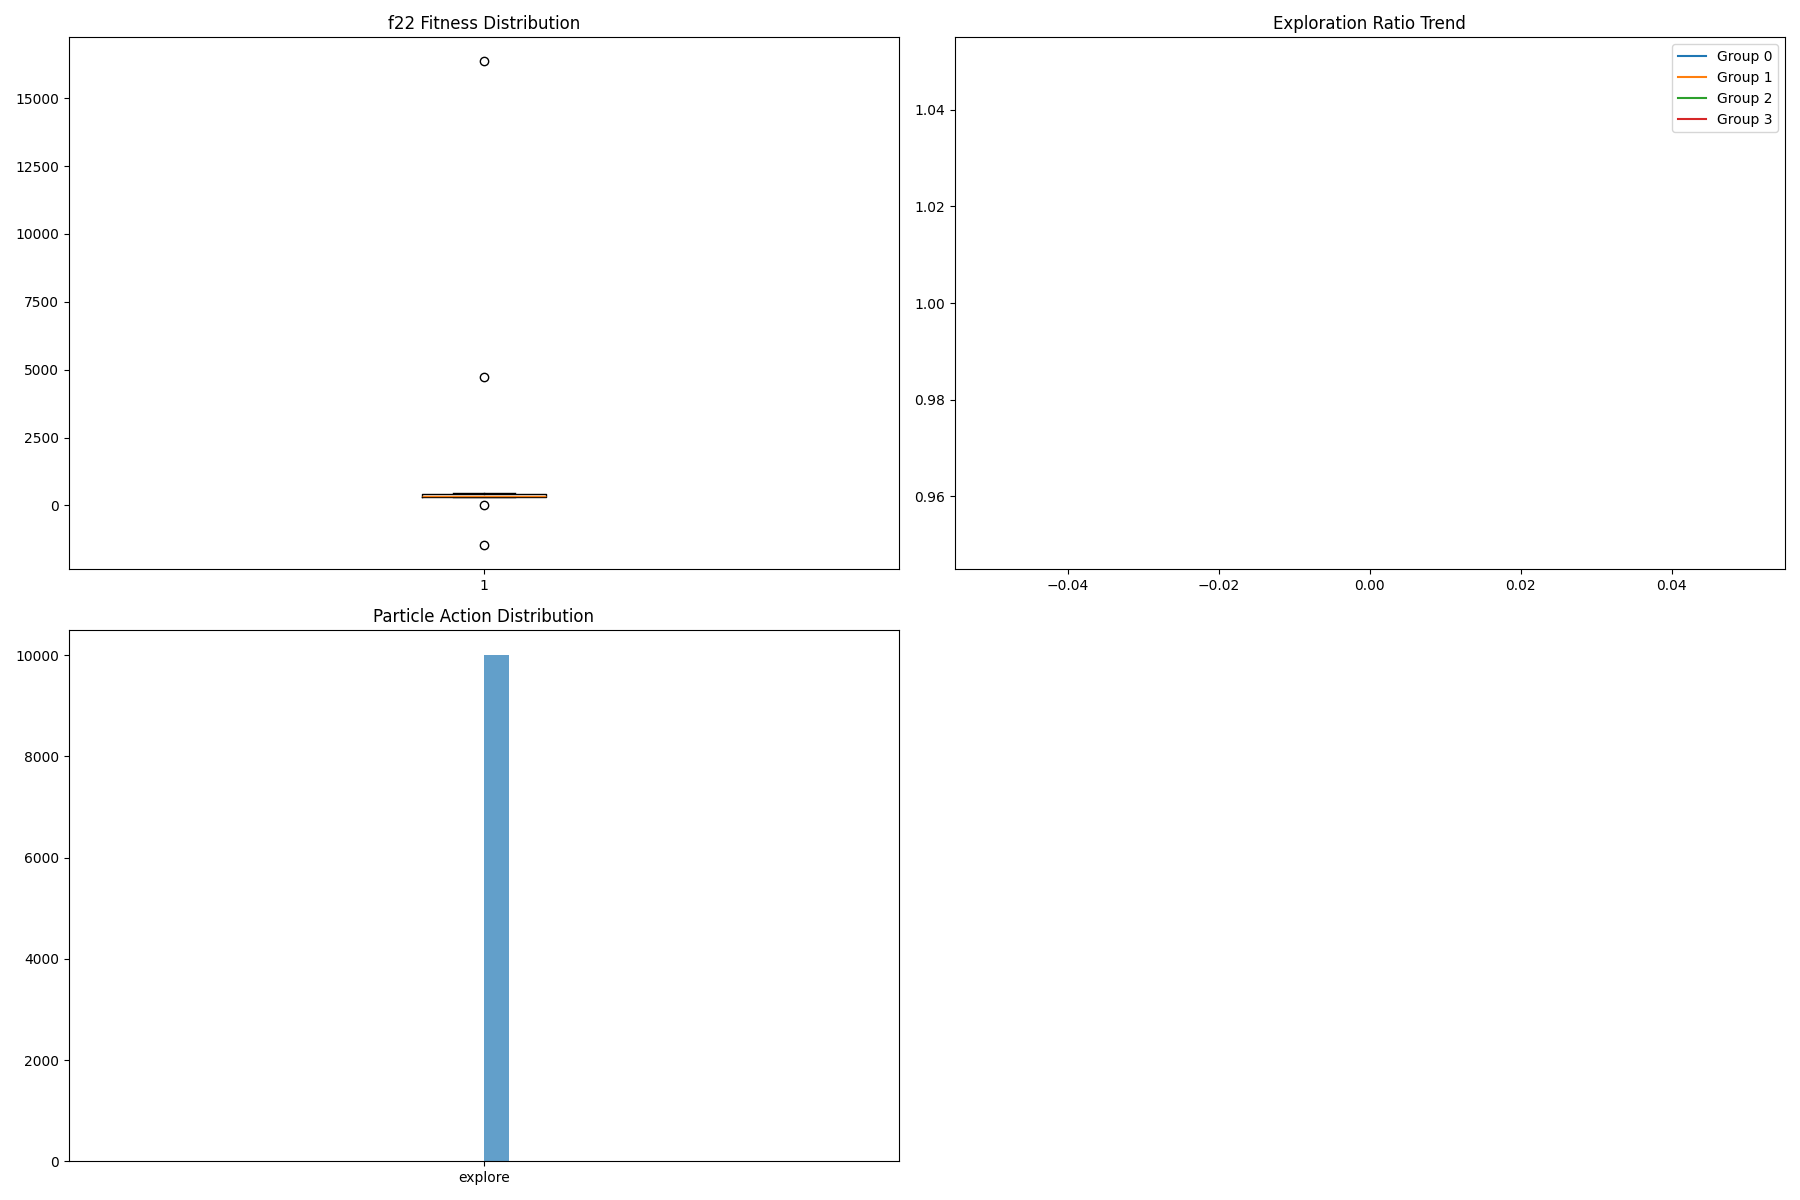 f22 Fitness Distribution
15000
12500
10000
7500
5000
2500
0
1
Exploration Ratio Trend
Group 0
Group 1
Group 2
Group 3
1.04
1.02
1.00
0.98
0.96
−0.04 −0.02 0.00 0.02 0.04
Particle Action Distribution
10000
8000
6000
4000
2000
0
explore